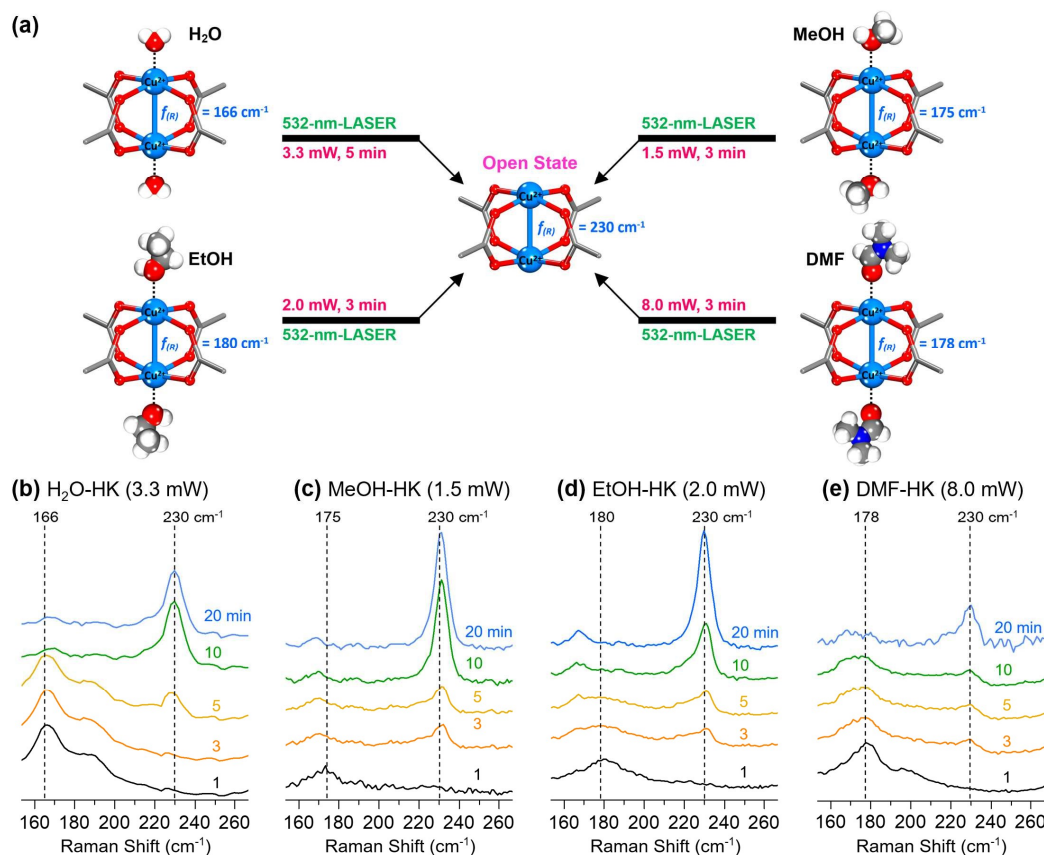 (a)
H₂O
Cu²⁺
f(R) = 166 cm⁻¹
Cu²⁺
532-nm-LASER
3.3 mW, 5 min
MeOH
Cu²⁺
f(R) = 175 cm⁻¹
Cu²⁺
532-nm-LASER
1.5 mW, 3 min
Open State
Cu²⁺
f(R) = 230 cm⁻¹
Cu²⁺
EtOH
Cu²⁺
f(R) = 180 cm⁻¹
Cu²⁺
2.0 mW, 3 min
532-nm-LASER
DMF
Cu²⁺
f(R) = 178 cm⁻¹
Cu²⁺
8.0 mW, 3 min
532-nm-LASER
(b) H₂O-HK (3.3 mW)
166 230 cm⁻¹
20 min
10
5
3
1
160 180 200 220 240 260
Raman Shift (cm⁻¹)
(c) MeOH-HK (1.5 mW)
175 230 cm⁻¹
20 min
10
5
3
1
160 180 200 220 240 260
Raman Shift (cm⁻¹)
(d) EtOH-HK (2.0 mW)
180 230 cm⁻¹
20 min
10
5
3
1
160 180 200 220 240 260
Raman Shift (cm⁻¹)
(e) DMF-HK (8.0 mW)
178 230 cm⁻¹
20 min
10
5
3
1
160 180 200 220 240 260
Raman Shift (cm⁻¹)